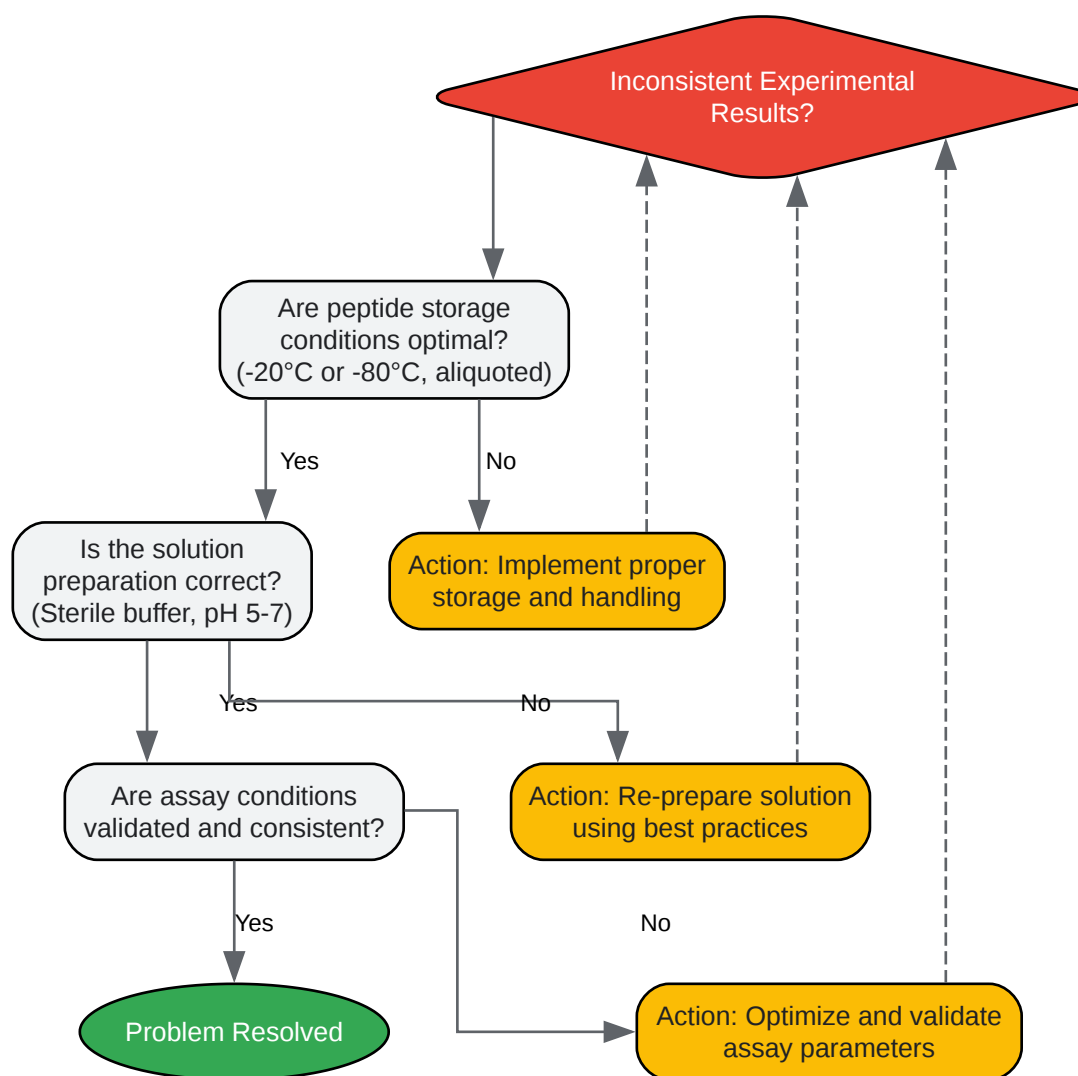 Inconsistent Experimental
Results?
Are peptide storage
conditions optimal?
(-20°C or -80°C, aliquoted)
Yes
No
Is the solution
preparation correct?
(Sterile buffer, pH 5-7)
Action: Implement proper
storage and handling
Yes
No
Are assay conditions
validated and consistent?
Action: Re-prepare solution
using best practices
Yes
No
Problem Resolved
Action: Optimize and validate
assay parameters